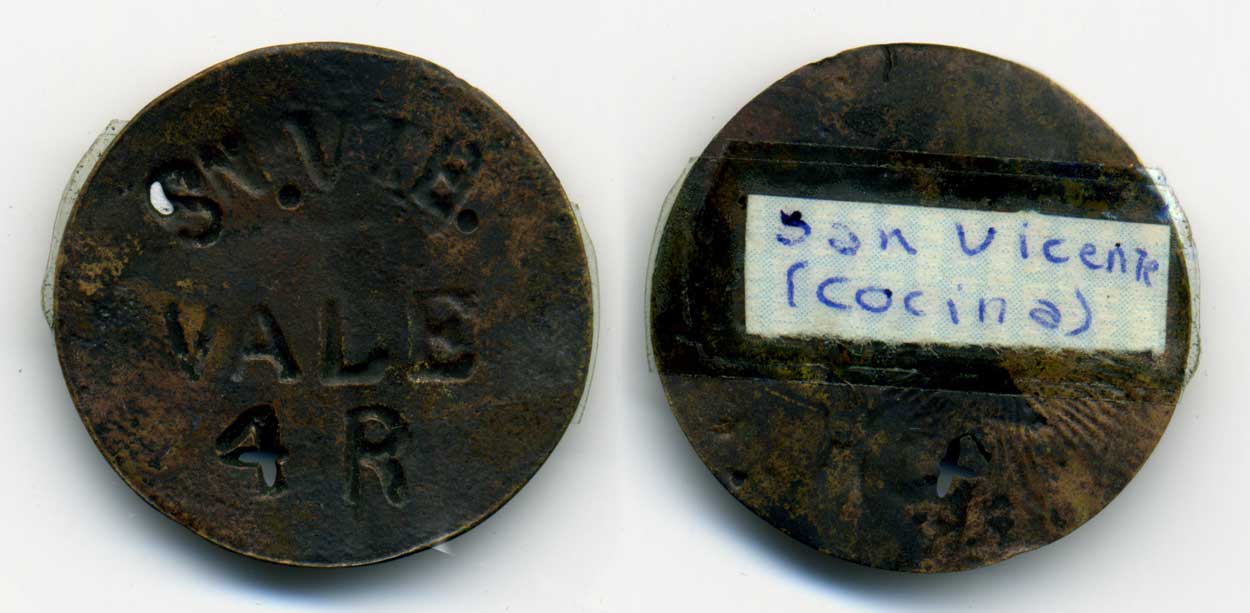 SN.VTE.
VALE
4 R
San Vicente
(Cocina)